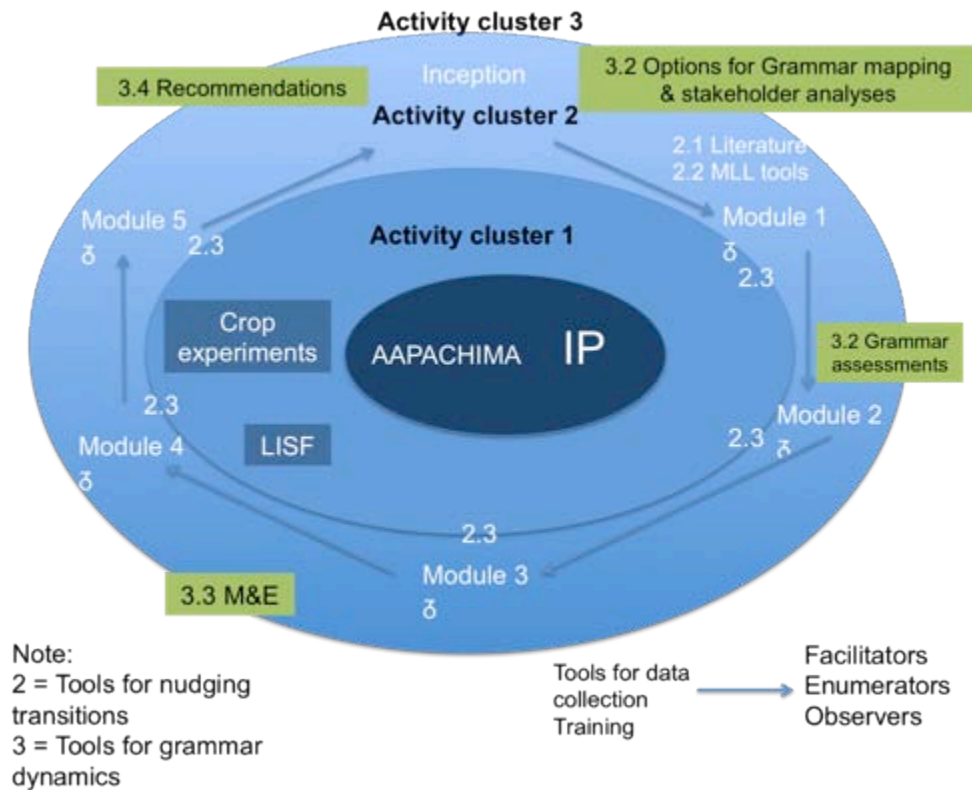 Activity cluster 3
Inception
3.4 Recommendations
3.2 Options for Grammar mapping
& stakeholder analyses
Activity cluster 2
2.1 Literature
2.2 MLL tools
Module 5
δ
2.3
Module 1
δ
2.3
Activity cluster 1
Crop
experiments
AAPACHIMA
IP
3.2 Grammar
assessments
2.3
Module 4
δ
LISF
2.3
Module 2
δ
2.3
Module 3
δ
3.3 M&E
Note:
2 = Tools for nudging
transitions
3 = Tools for grammar
dynamics
Tools for data
collection
Training
Facilitators
Enumerators
Observers